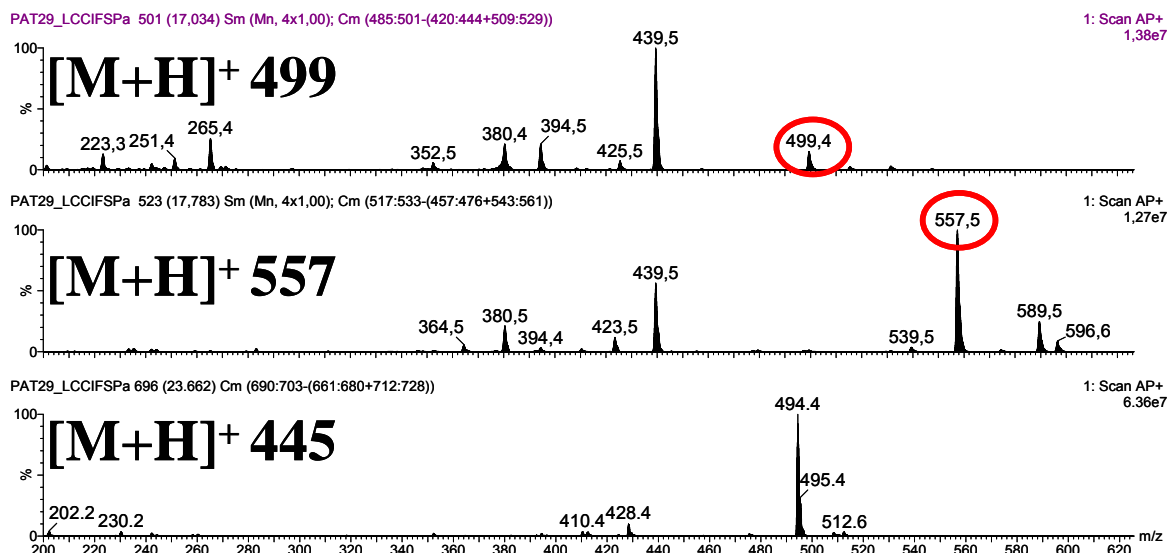 PAT29_LCCIFSPa 501 (17,034) Sm (Mn, 4x1,00); Cm (485:501-(420:444+509:529))
1: Scan AP+
1,38e7
100
%
0
[M+H]+ 499
223,3
251,4
265,4
352,5
380,4
394,5
425,5
439,5
499,4
PAT29_LCCIFSPa 523 (17,783) Sm (Mn, 4x1,00); Cm (517:533-(457:476+543:561))
1: Scan AP+
1,27e7
100
%
0
[M+H]+ 557
364,5
380,5
394,4
423,5
439,5
539,5
557,5
589,5
596,6
PAT29_LCCIFSPa 696 (23.662) Cm (690:703-(661:680+712:728))
1: Scan AP+
6.36e7
100
%
0
[M+H]+ 445
202.2
230.2
410.4
428.4
494.4
495.4
512.6
m/z
200 220 240 260 280 300 320 340 360 380 400 420 440 460 480 500 520 540 560 580 600 620